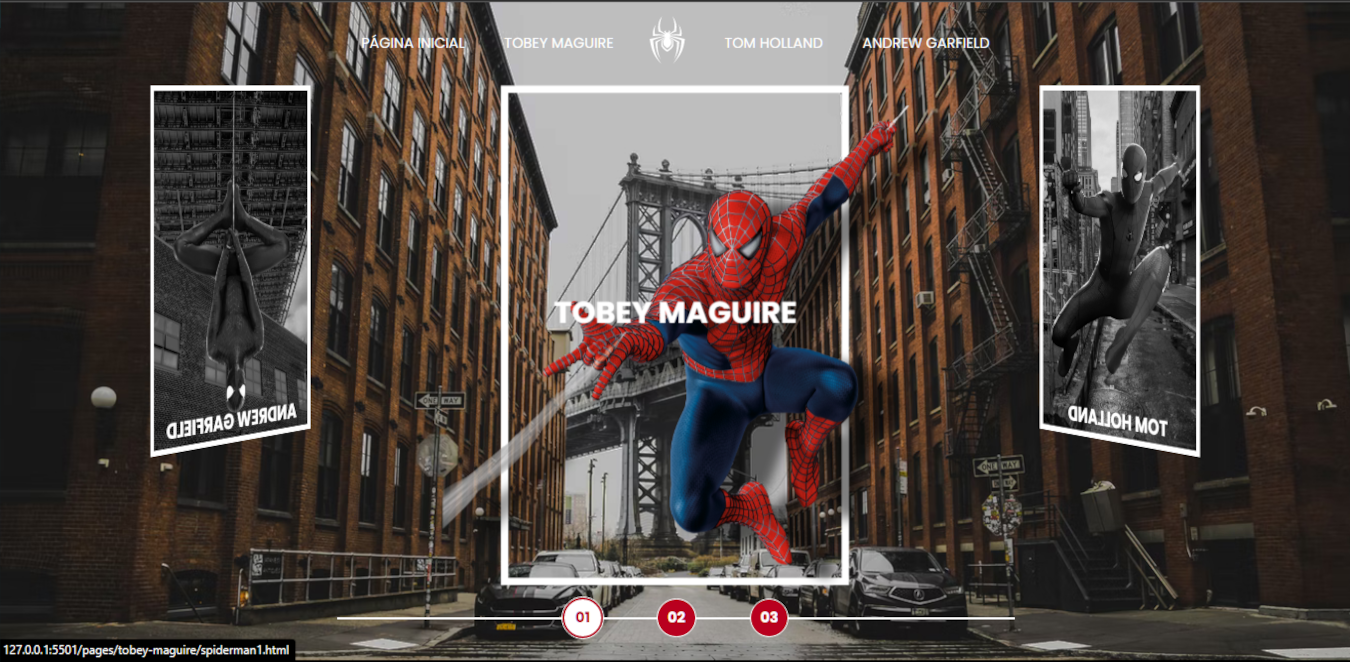 PÁGINA INICIAL
TOBEY MAGUIRE
TOM HOLLAND
ANDREW GARFIELD
TOBEY MAGUIRE
ONE WAY
ANDREW GARFIELD
TOM HOLLAND
ONE WAY
01
02
03
127.0.0.1:5501/pages/tobey-maguire/spiderman1.html